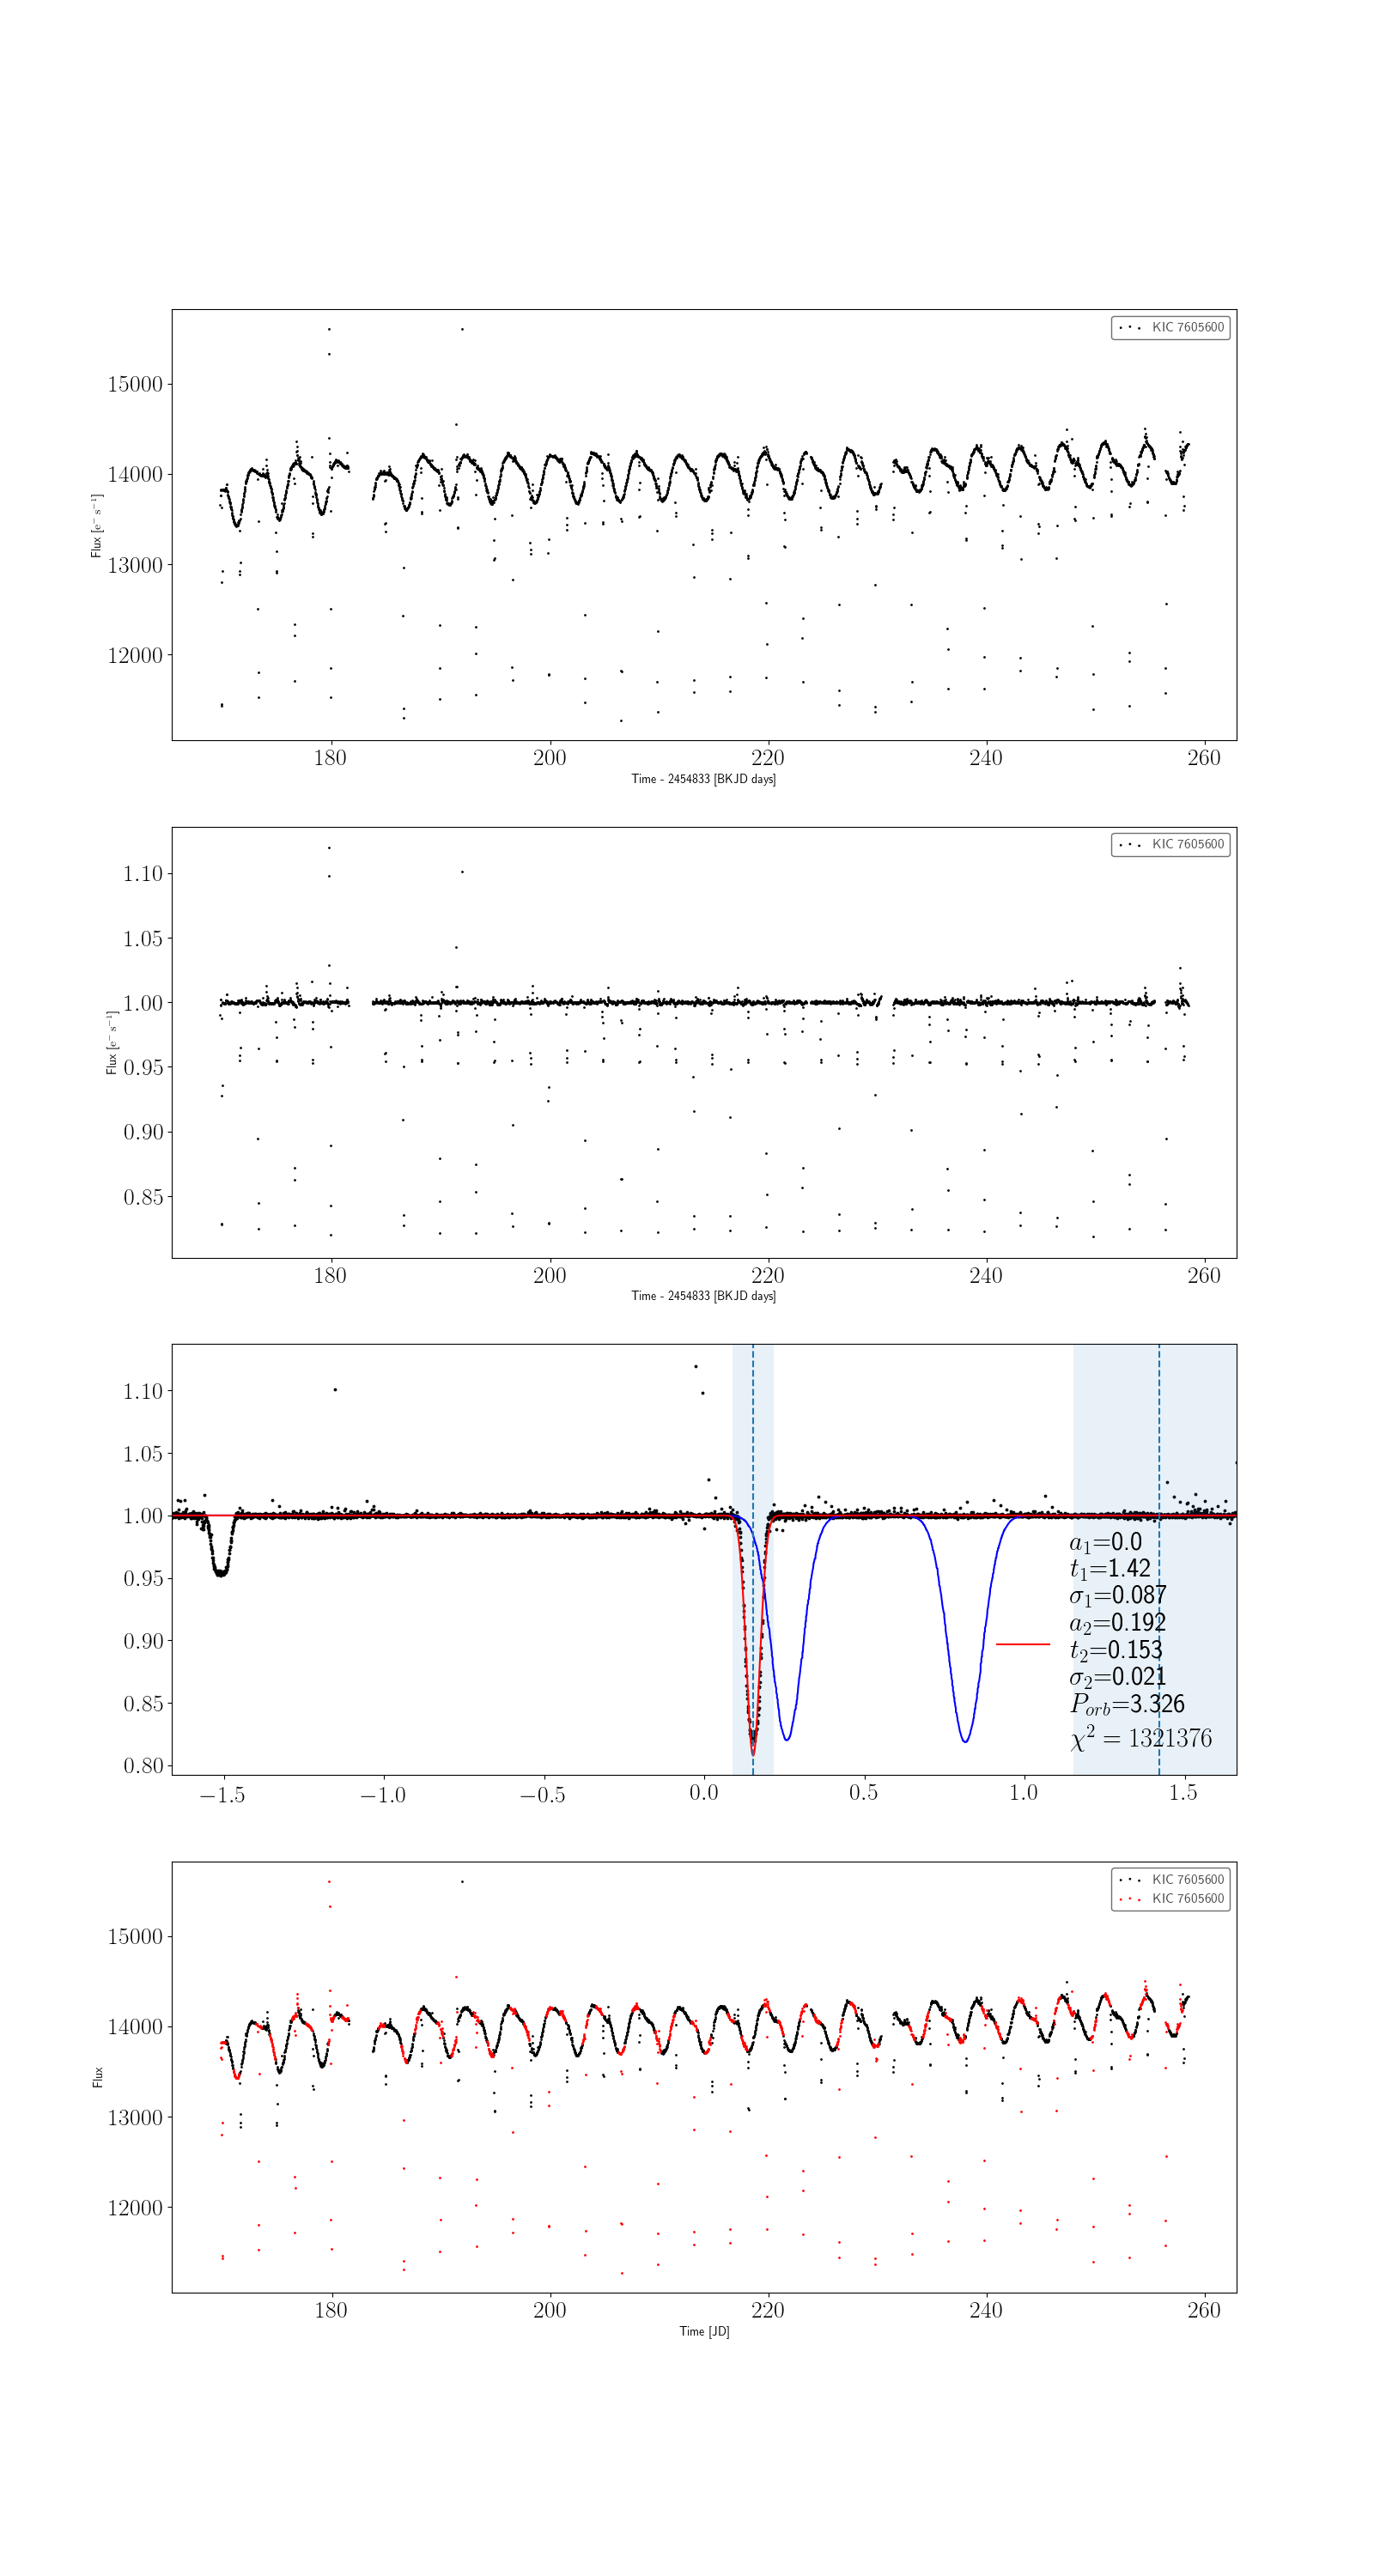 KIC 7605600
15000
14000
13000
12000
Flux [e⁻ s⁻¹]
180 200 220 240 260
Time - 2454833 [BKJD days]
KIC 7605600
1.10
1.05
1.00
0.95
0.90
0.85
Flux [e⁻ s⁻¹]
180 200 220 240 260
Time - 2454833 [BKJD days]
1.10
1.05
1.00
0.95
0.90
0.85
0.80
a₁=0.0
t₁=1.42
σ₁=0.087
a₂=0.192
t₂=0.153
σ₂=0.021
P_orb=3.326
χ² = 1321376
−1.5 −1.0 −0.5 0.0 0.5 1.0 1.5
KIC 7605600
KIC 7605600
15000
14000
13000
12000
Flux
180 200 220 240 260
Time [JD]